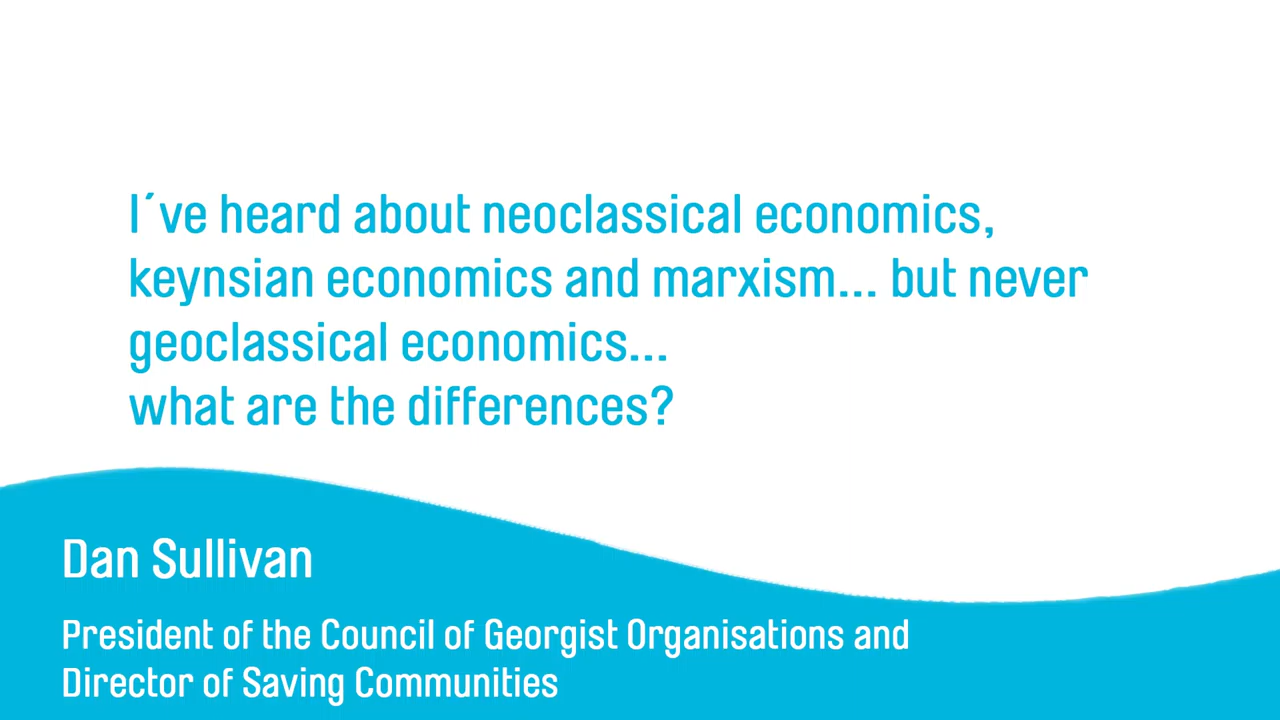 I´ve heard about neoclassical economics,
keynsian economics and marxism... but never
geoclassical economics...
what are the differences?
Dan Sullivan
President of the Council of Georgist Organisations and
Director of Saving Communities